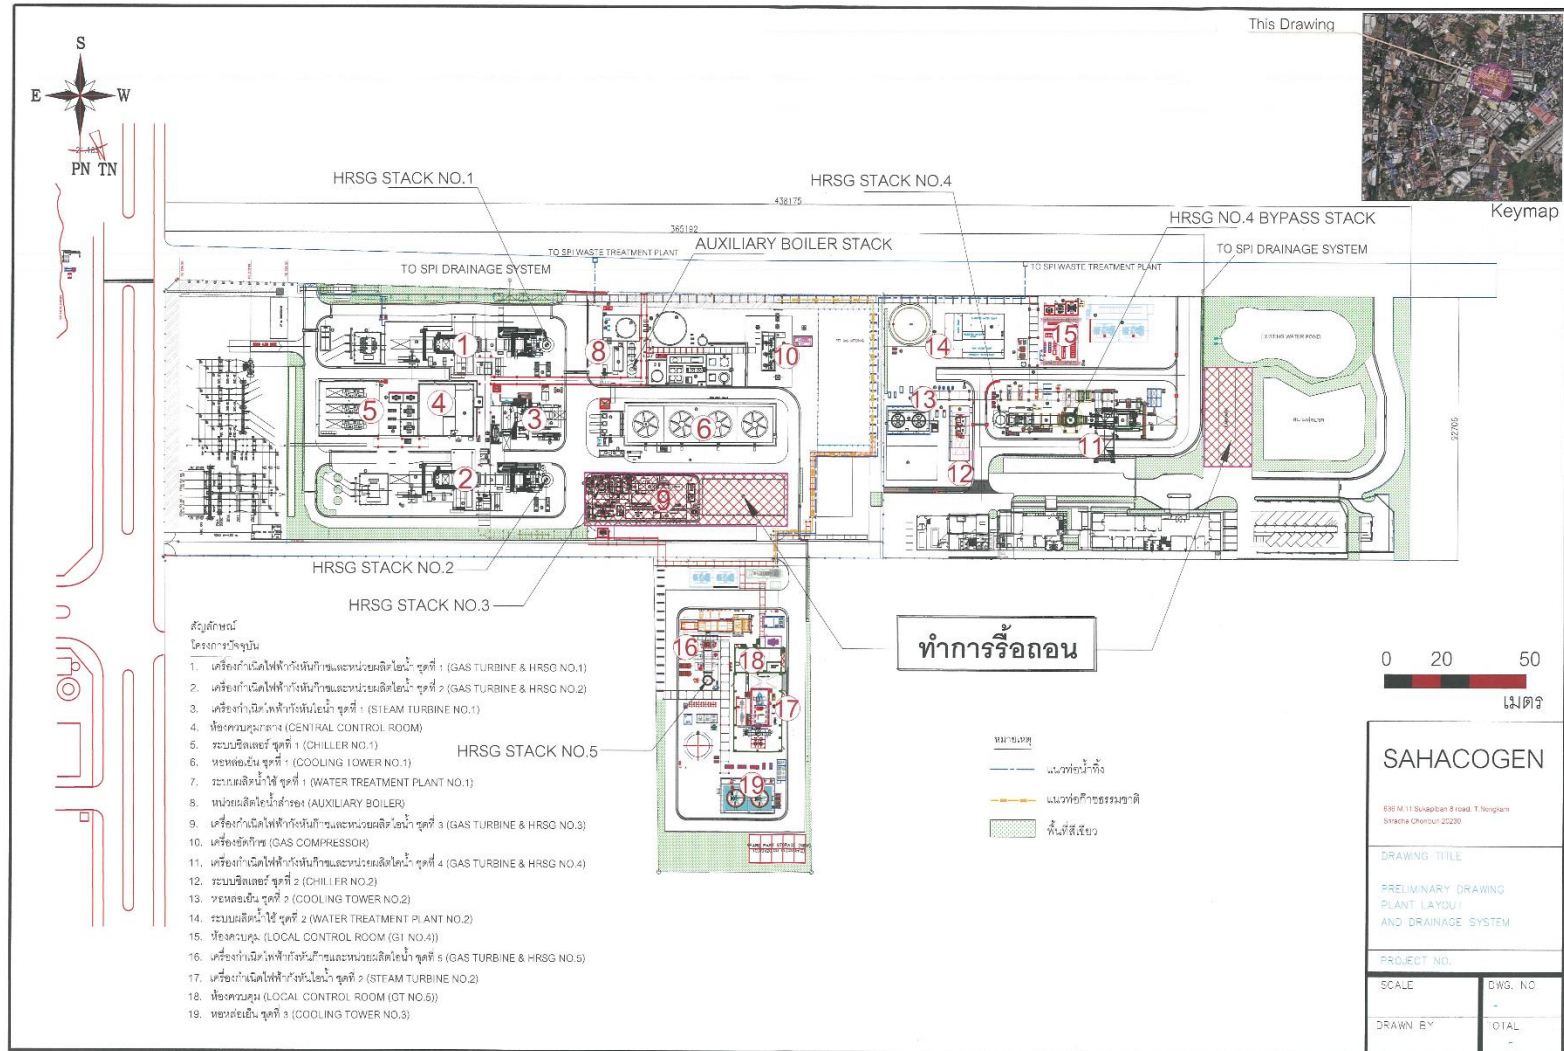 This Drawing
Keymap
S
E
W
PN TN
HRSG STACK NO.1
HRSG STACK NO.4
438175
HRSG NO.4 BYPASS STACK
365192
AUXILIARY BOILER STACK
TO SPI WASTE TREATMENT PLANT
TO SPI DRAINAGE SYSTEM
TO SPI DRAINAGE SYSTEM
TO SPI WASTE TREATMENT PLANT
1
8
10
14
15
EXISTING WATER POND
5
4
3
6
13
11
92705
2
9
12
HRSG STACK NO.2
HRSG STACK NO.3
ทำการรื้อถอน
16
18
17
HRSG STACK NO.5
19
สัญลักษณ์
โครงการปัจจุบัน
1. เครื่องกำเนิดไฟฟ้ากังหันก๊าซและหน่วยผลิตไอน้ำ ชุดที่ 1 (GAS TURBINE & HRSG NO.1)
2. เครื่องกำเนิดไฟฟ้ากังหันก๊าซและหน่วยผลิตไอน้ำ ชุดที่ 2 (GAS TURBINE & HRSG NO.2)
3. เครื่องกำเนิดไฟฟ้ากังหันไอน้ำ ชุดที่ 1 (STEAM TURBINE NO.1)
4. ห้องควบคุมกลาง (CENTRAL CONTROL ROOM)
5. ระบบชิลเลอร์ ชุดที่ 1 (CHILLER NO.1)
6. หอหล่อเย็น ชุดที่ 1 (COOLING TOWER NO.1)
7. ระบบผลิตน้ำใช้ ชุดที่ 1 (WATER TREATMENT PLANT NO.1)
8. หน่วยผลิตไอน้ำสำรอง (AUXILIARY BOILER)
9. เครื่องกำเนิดไฟฟ้ากังหันก๊าซและหน่วยผลิตไอน้ำ ชุดที่ 3 (GAS TURBINE & HRSG NO.3)
10. เครื่องอัดก๊าซ (GAS COMPRESSOR)
11. เครื่องกำเนิดไฟฟ้ากังหันก๊าซและหน่วยผลิตไอน้ำ ชุดที่ 4 (GAS TURBINE & HRSG NO.4)
12. ระบบชิลเลอร์ ชุดที่ 2 (CHILLER NO.2)
13. หอหล่อเย็น ชุดที่ 2 (COOLING TOWER NO.2)
14. ระบบผลิตน้ำใช้ ชุดที่ 2 (WATER TREATMENT PLANT NO.2)
15. ห้องควบคุม (LOCAL CONTROL ROOM (GT NO.4))
16. เครื่องกำเนิดไฟฟ้ากังหันก๊าซและหน่วยผลิตไอน้ำ ชุดที่ 5 (GAS TURBINE & HRSG NO.5)
17. เครื่องกำเนิดไฟฟ้ากังหันไอน้ำ ชุดที่ 2 (STEAM TURBINE NO.2)
18. ห้องควบคุม (LOCAL CONTROL ROOM (GT NO.5))
19. หอหล่อเย็น ชุดที่ 3 (COOLING TOWER NO.3)
หมายเหตุ
แนวท่อน้ำทิ้ง
แนวท่อก๊าซธรรมชาติ
พื้นที่สีเขียว
0 20 50
เมตร
SAHACOGEN
636 M.11 Sukapiban 8 road, T.Nongkam
Sriracha Chonburi 20230
DRAWING TITLE
PRELIMINARY DRAWING
PLANT LAYOUT
AND DRAINAGE SYSTEM
PROJECT NO.
SCALE
DWG. NO
DRAWN BY
OTAL